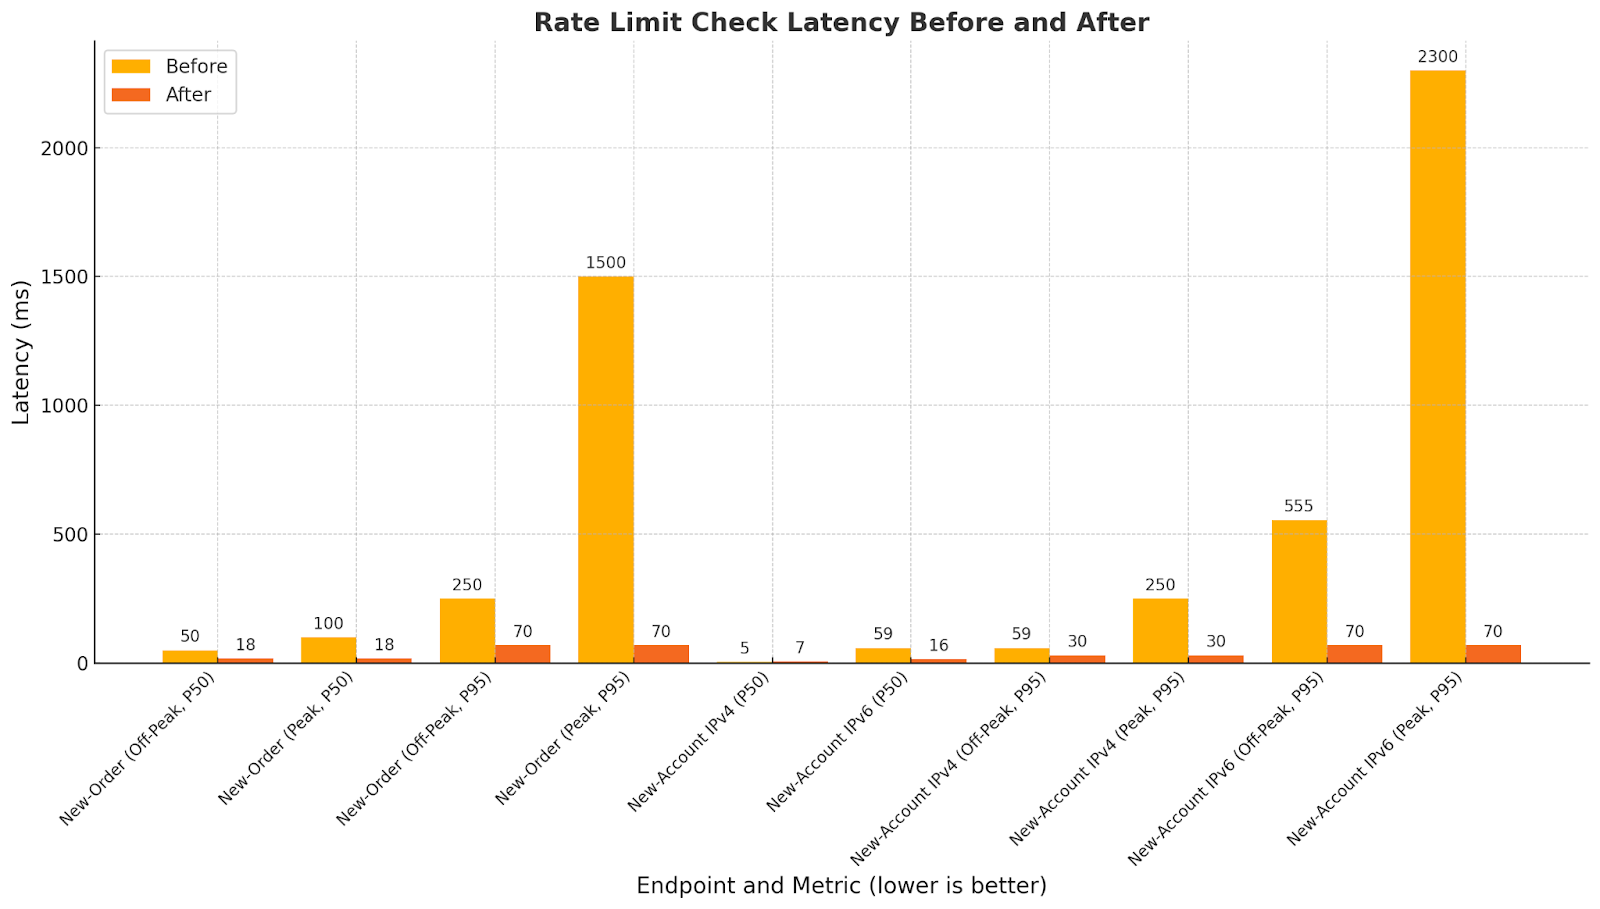 Rate Limit Check Latency Before and After
Before
After
Latency (ms)
2000
1500
1000
500
0
50
18
100
18
250
70
1500
70
5
7
59
16
59
30
250
30
555
70
2300
70
New-Order (Off-Peak, P50)
New-Order (Peak, P50)
New-Order (Off-Peak, P95)
New-Order (Peak, P95)
New-Account IPv4 (P50)
New-Account IPv6 (P50)
New-Account IPv4 (Off-Peak, P95)
New-Account IPv4 (Peak, P95)
New-Account IPv6 (Off-Peak, P95)
New-Account IPv6 (Peak, P95)
Endpoint and Metric (lower is better)